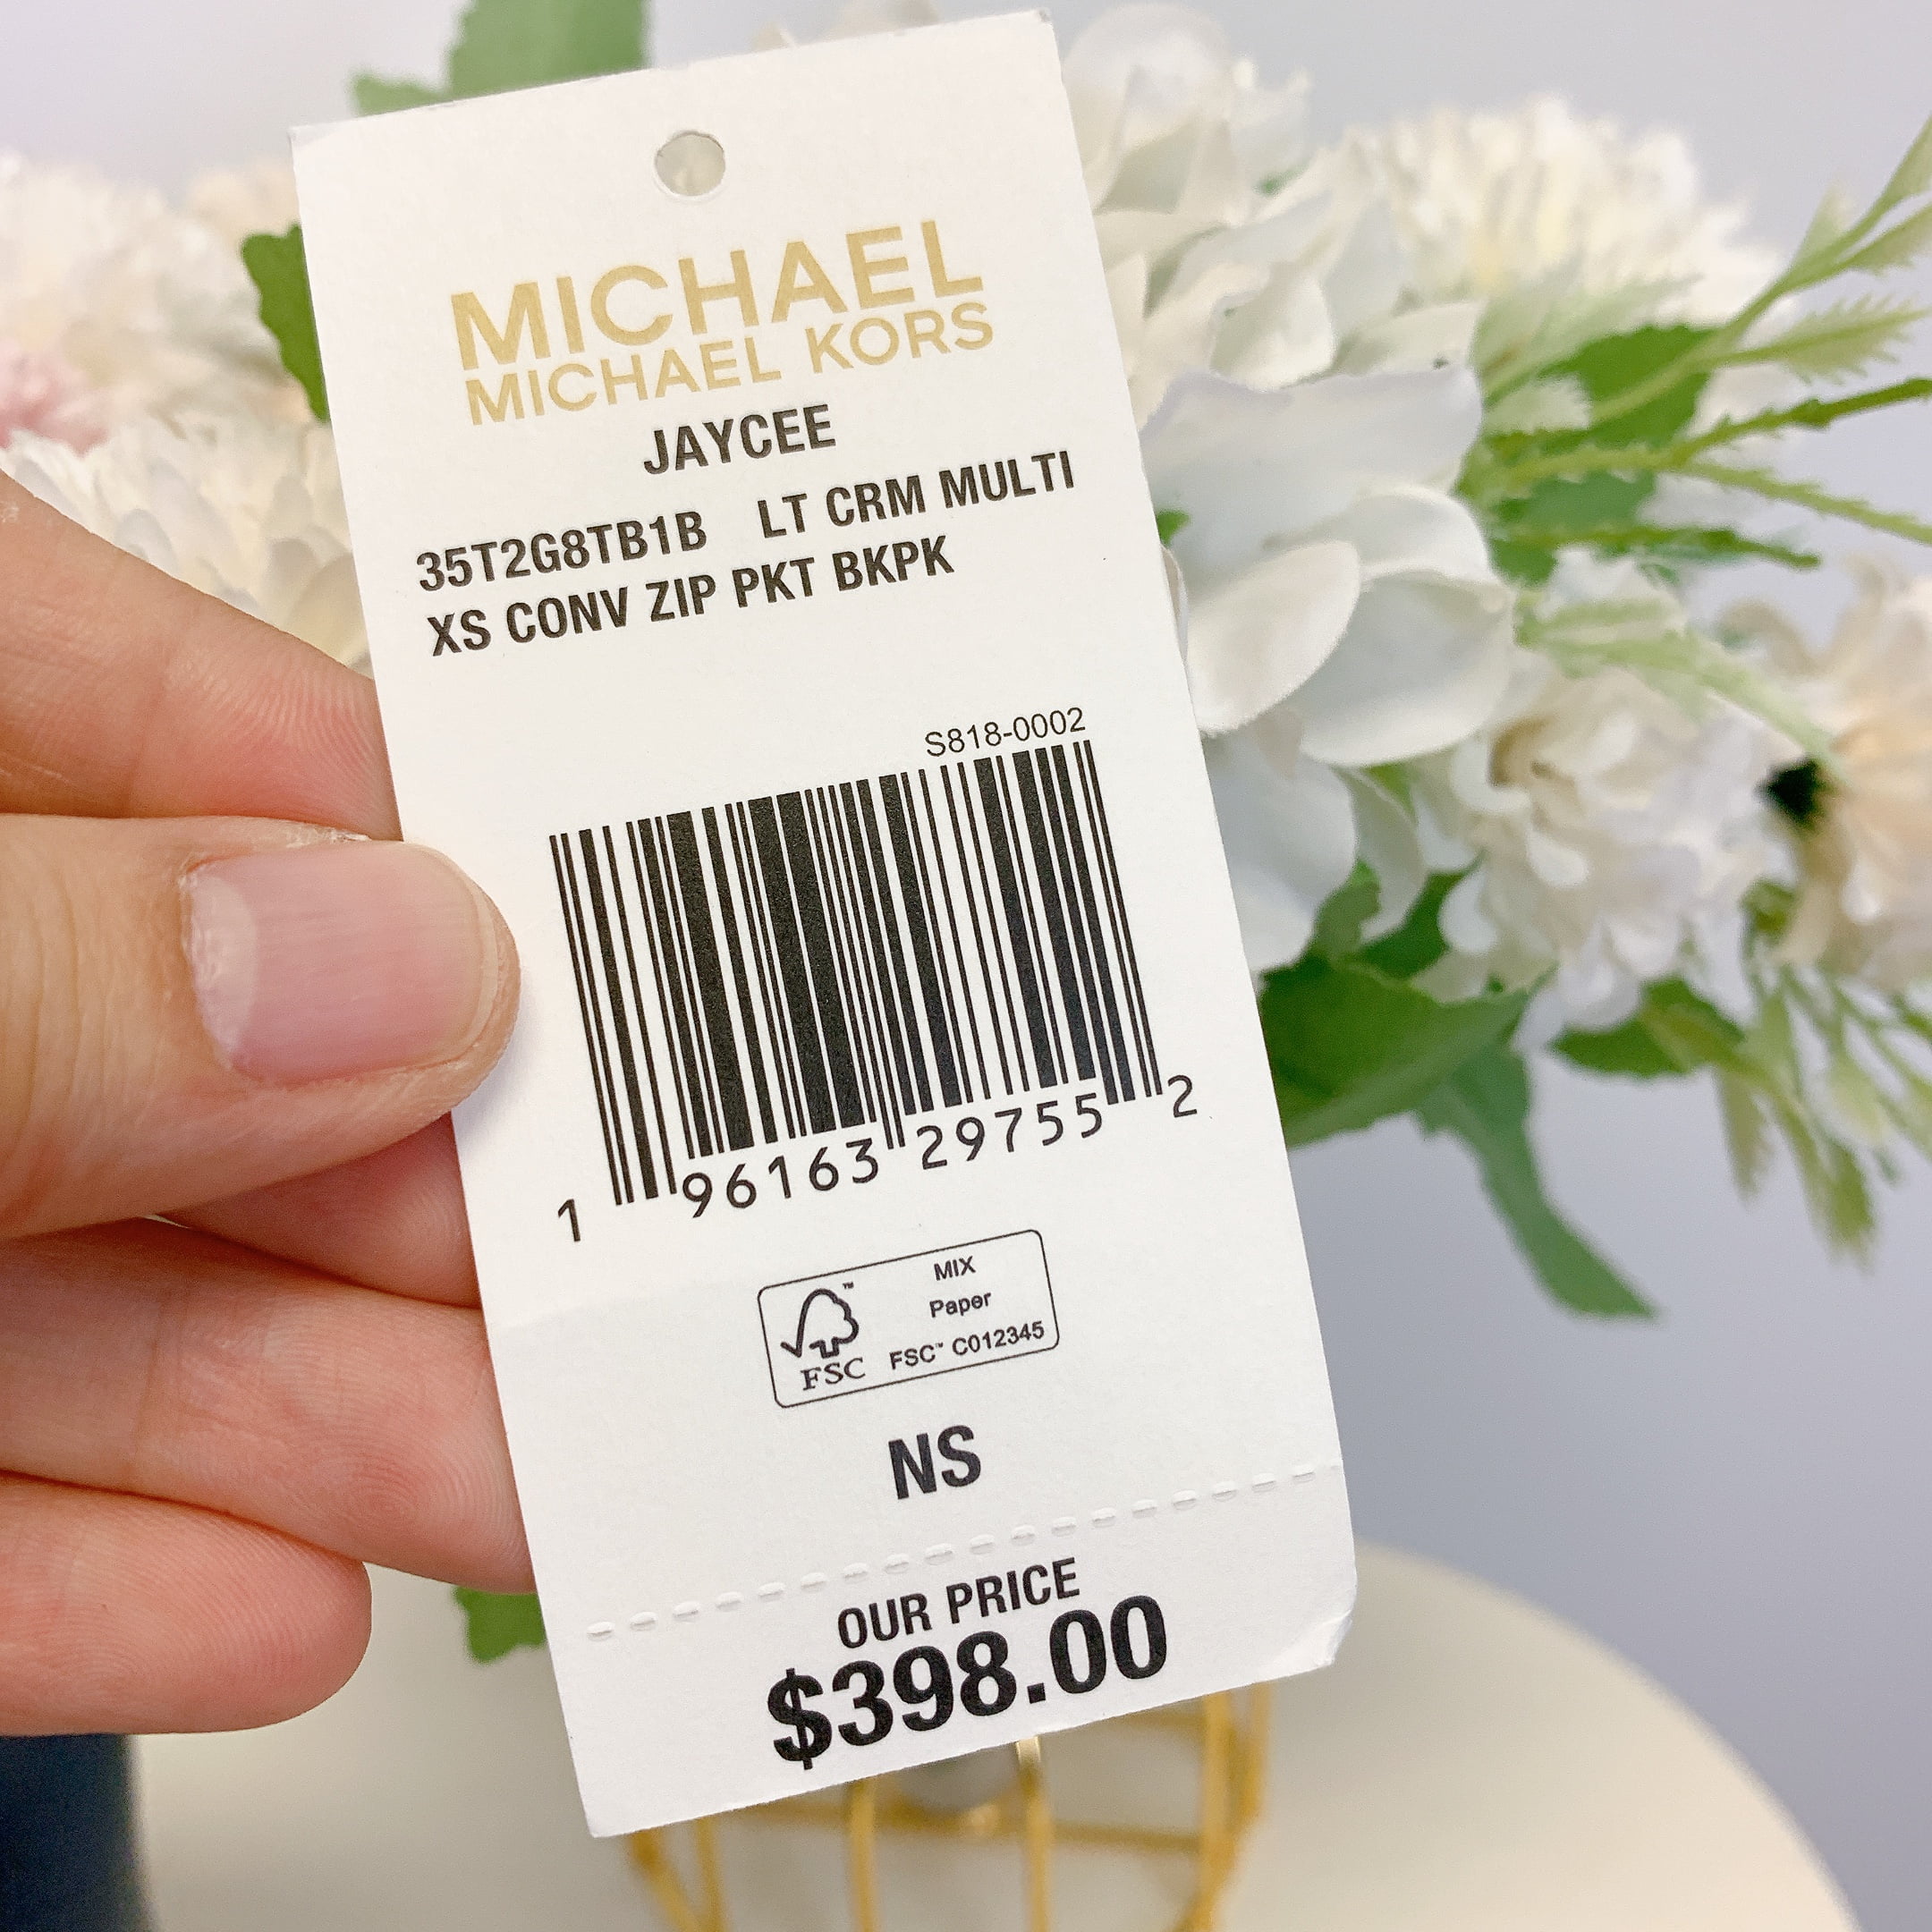 MICHAEL
MICHAEL KORS
JAYCEE
35T2G8TB1B LT CRM MULTI
XS CONV ZIP PKT BKPK
S818-0002
1 96163 29755 2
FSC
MIX
Paper
FSC™ C012345
NS
OUR PRICE
$398.00